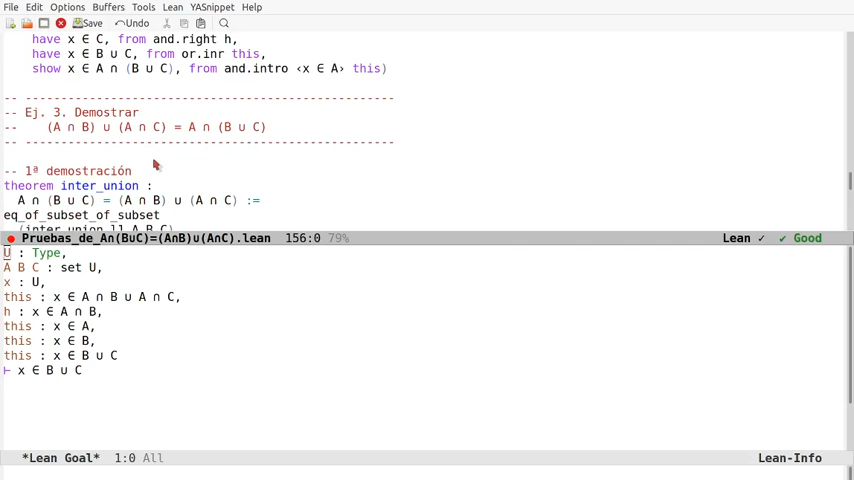 File Edit Options Buffers Tools Lean YASnippet Help
Save Undo
have x ∈ C, from and.right h,
have x ∈ B ∪ C, from or.inr this,
show x ∈ A ∩ (B ∪ C), from and.intro ‹x ∈ A› this)
-- ---------------------------------------------------
-- Ej. 3. Demostrar
--    (A ∩ B) ∪ (A ∩ C) = A ∩ (B ∪ C)
-- ---------------------------------------------------
-- 1ª demostración
theorem inter_union :
A ∩ (B ∪ C) = (A ∩ B) ∪ (A ∩ C) :=
eq_of_subset_of_subset
(inter_union_l1 A B C)
Pruebas_de_A∩(B∪C)=(A∩B)∪(A∩C).lean 156:0 79% Lean ✓ ✔ Good
U : Type,
A B C : set U,
x : U,
this : x ∈ A ∩ B ∪ A ∩ C,
h : x ∈ A ∩ B,
this : x ∈ A,
this : x ∈ B,
this : x ∈ B ∪ C
⊢ x ∈ B ∪ C
*Lean Goal* 1:0 All Lean-Info